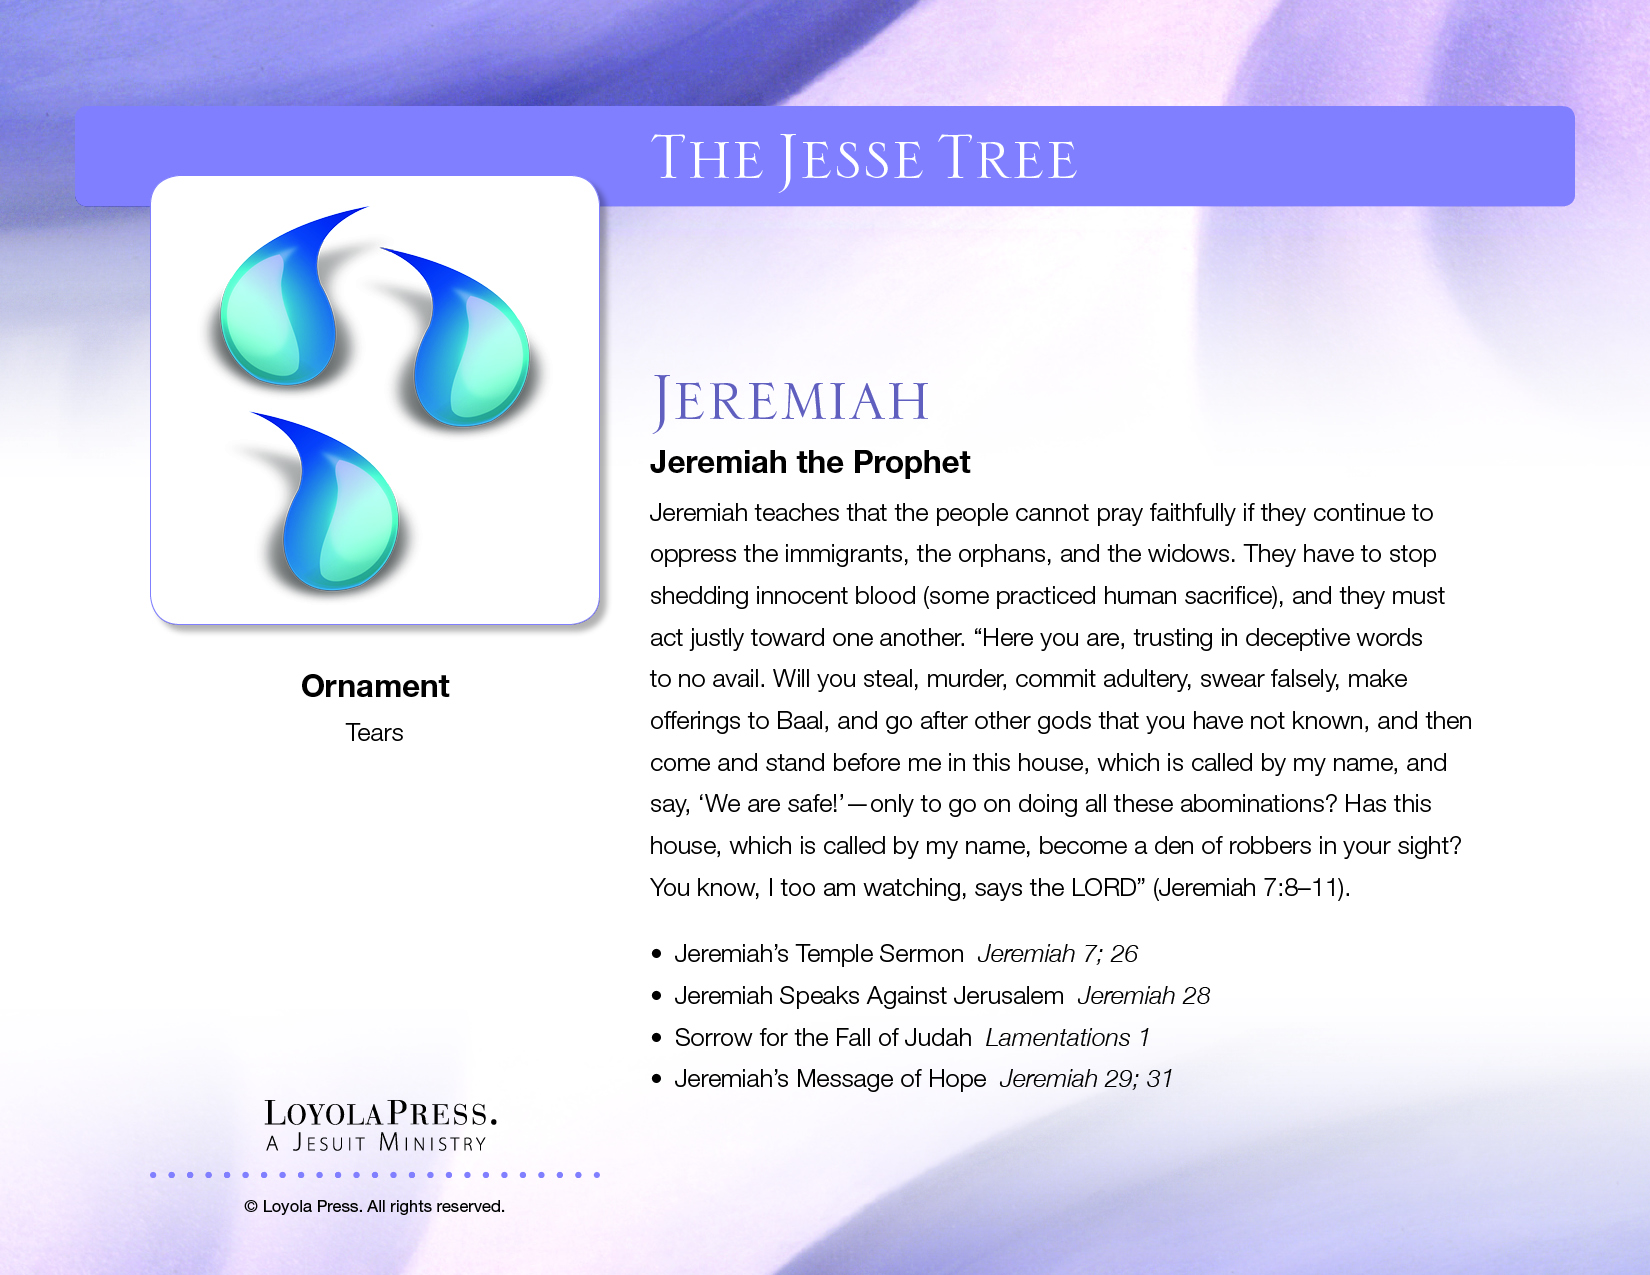 THE JESSE TREE
Ornament
Tears
JEREMIAH
Jeremiah the Prophet
Jeremiah teaches that the people cannot pray faithfully if they continue to
oppress the immigrants, the orphans, and the widows. They have to stop
shedding innocent blood (some practiced human sacrifice), and they must
act justly toward one another. “Here you are, trusting in deceptive words
to no avail. Will you steal, murder, commit adultery, swear falsely, make
offerings to Baal, and go after other gods that you have not known, and then
come and stand before me in this house, which is called by my name, and
say, ‘We are safe!’—only to go on doing all these abominations? Has this
house, which is called by my name, become a den of robbers in your sight?
You know, I too am watching, says the LORD” (Jeremiah 7:8–11).
• Jeremiah’s Temple Sermon Jeremiah 7; 26
• Jeremiah Speaks Against Jerusalem Jeremiah 28
• Sorrow for the Fall of Judah Lamentations 1
• Jeremiah’s Message of Hope Jeremiah 29; 31
LOYOLAPRESS.
A JESUIT MINISTRY
© Loyola Press. All rights reserved.